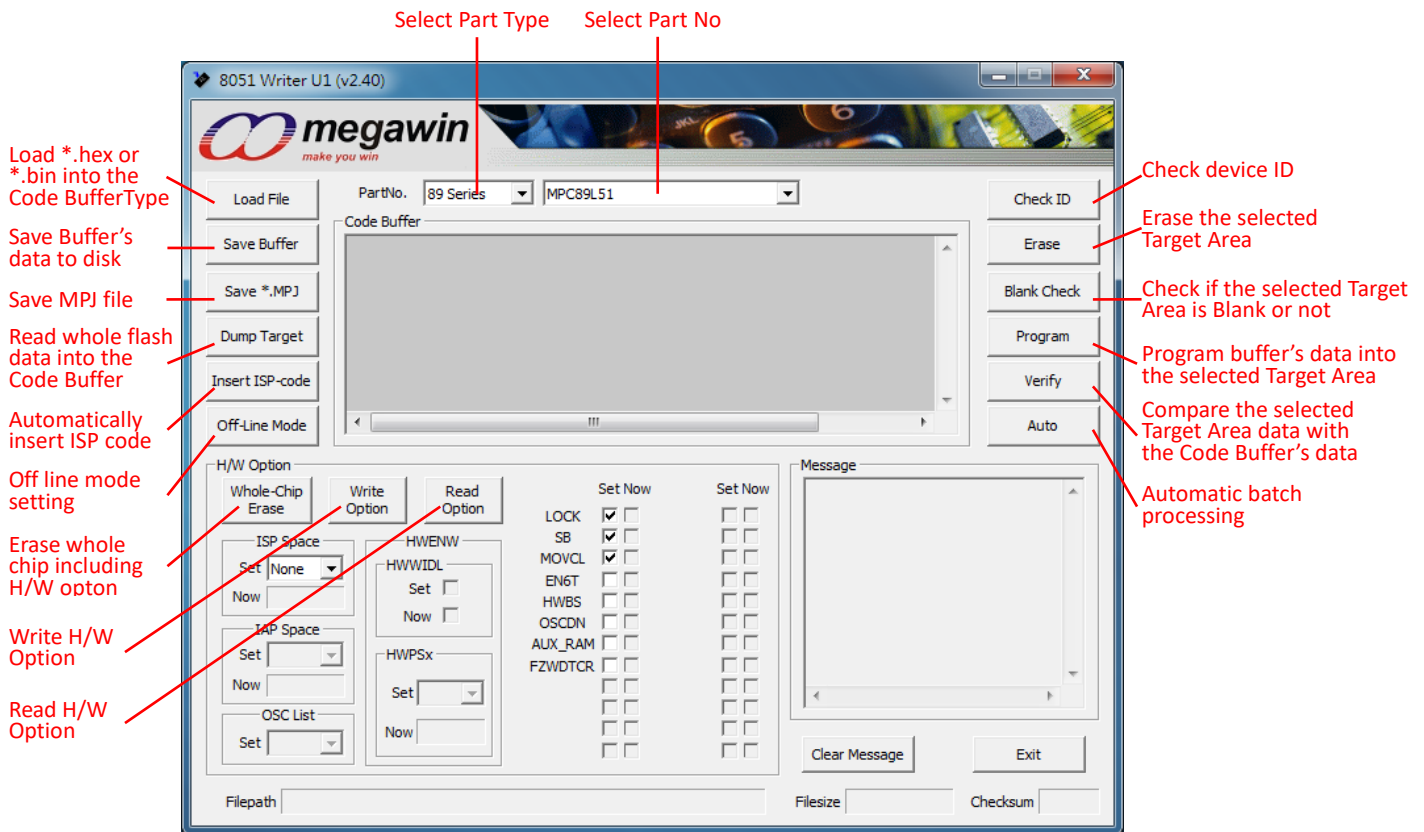 Select Part Type
Select Part No
8051 Writer U1 (v2.40)
megawin
make you win
JKL
5
6
Load *.hex or
*.bin into the
Code BufferType
Save Buffer's
data to disk
Save MPJ file
Read whole flash
data into the
Code Buffer
Automatically
insert ISP code
Off line mode
setting
Erase whole
chip including
H/W opton
Write H/W
Option
Read H/W
Option
Load File
Save Buffer
Save *.MPJ
Dump Target
Insert ISP-code
Off-Line Mode
PartNo.
89 Series
MPC89L51
Code Buffer
Check ID
Erase
Blank Check
Program
Verify
Auto
Check device ID
Erase the selected
Target Area
Check if the selected Target
Area is Blank or not
Program buffer's data into
the selected Target Area
Compare the selected
Target Area data with
the Code Buffer's data
Automatic batch
processing
H/W Option
Whole-Chip
Erase
Write
Option
Read
Option
ISP Space
Set None
Now
IAP Space
Set
Now
OSC List
Set
HWENW
HWWIDL
Set
Now
HWPSx
Set
Now
Set Now
Set Now
LOCK
SB
MOVCL
EN6T
HWBS
OSCDN
AUX_RAM
FZWDTCR
Message
Clear Message
Exit
Filepath
Filesize
Checksum